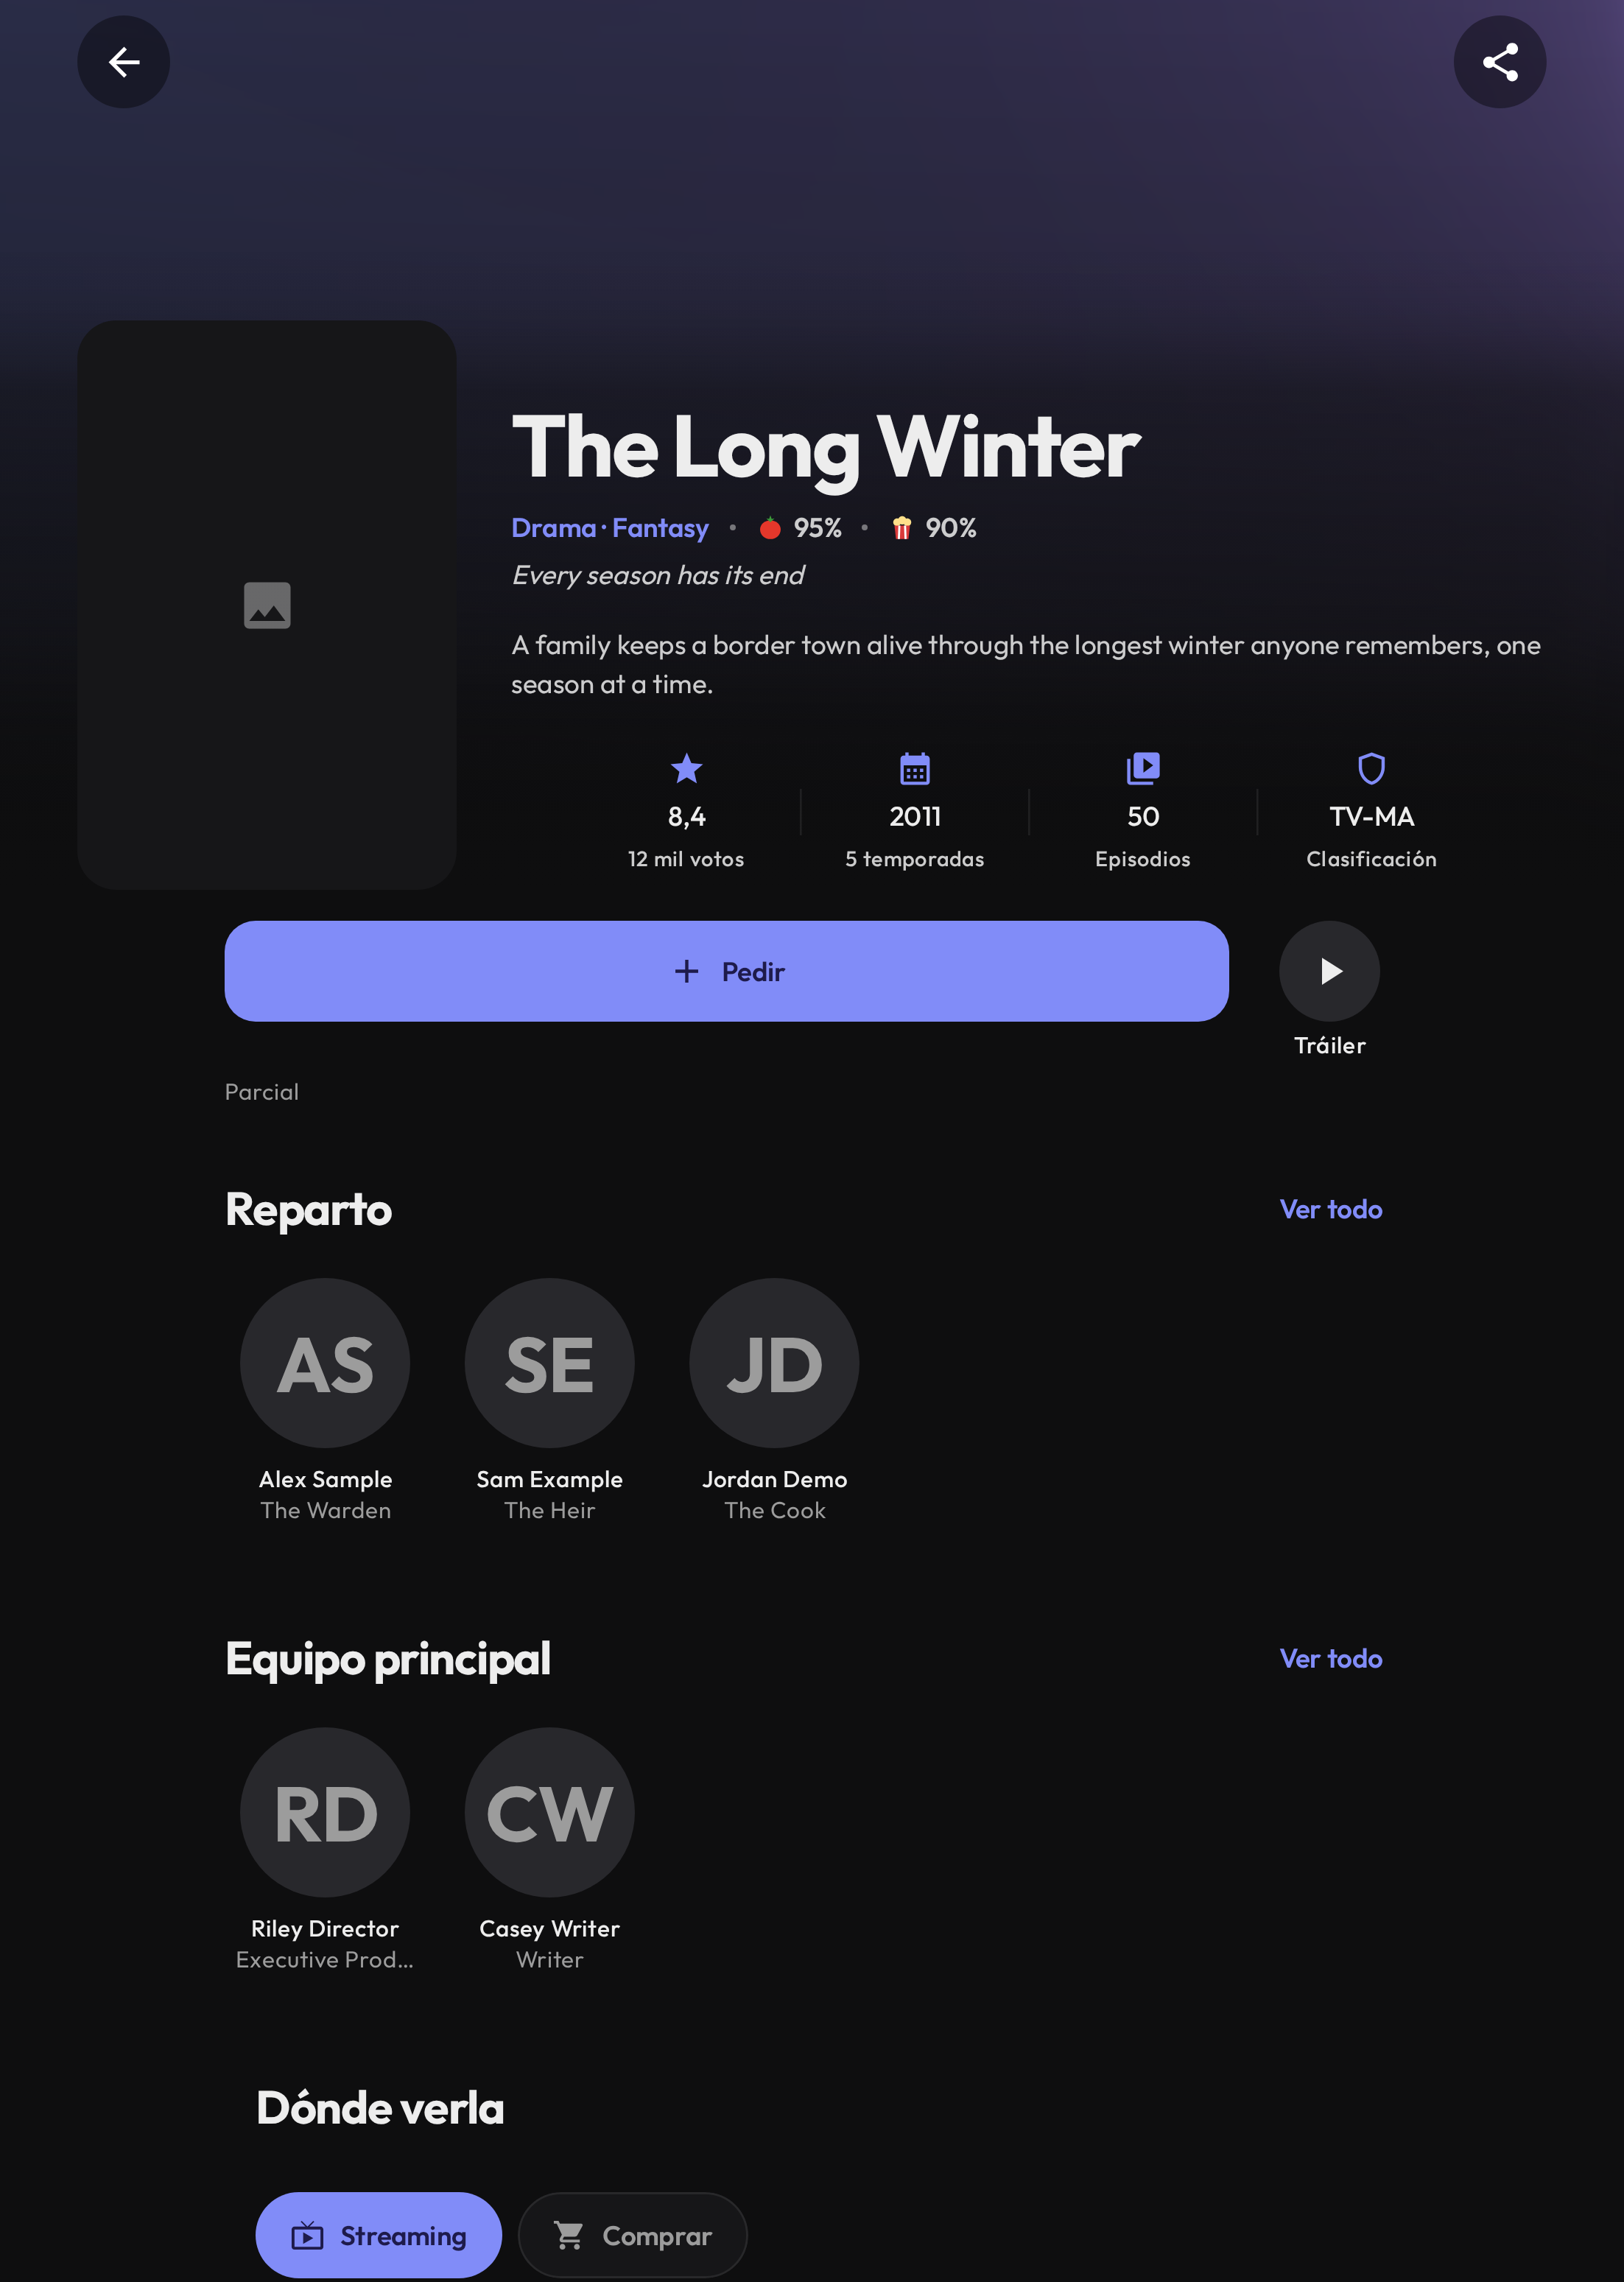 The Long Winter
Drama · Fantasy • 95% • 90%
Every season has its end
A family keeps a border town alive through the longest winter anyone remembers, one
season at a time.
8,4
12 mil votos
2011
5 temporadas
50
Episodios
TV-MA
Clasificación
Pedir
Tráiler
Parcial
Reparto
Ver todo
AS
Alex Sample
The Warden
SE
Sam Example
The Heir
JD
Jordan Demo
The Cook
Equipo principal
Ver todo
RD
Riley Director
Executive Prod...
CW
Casey Writer
Writer
Dónde verla
Streaming
Comprar